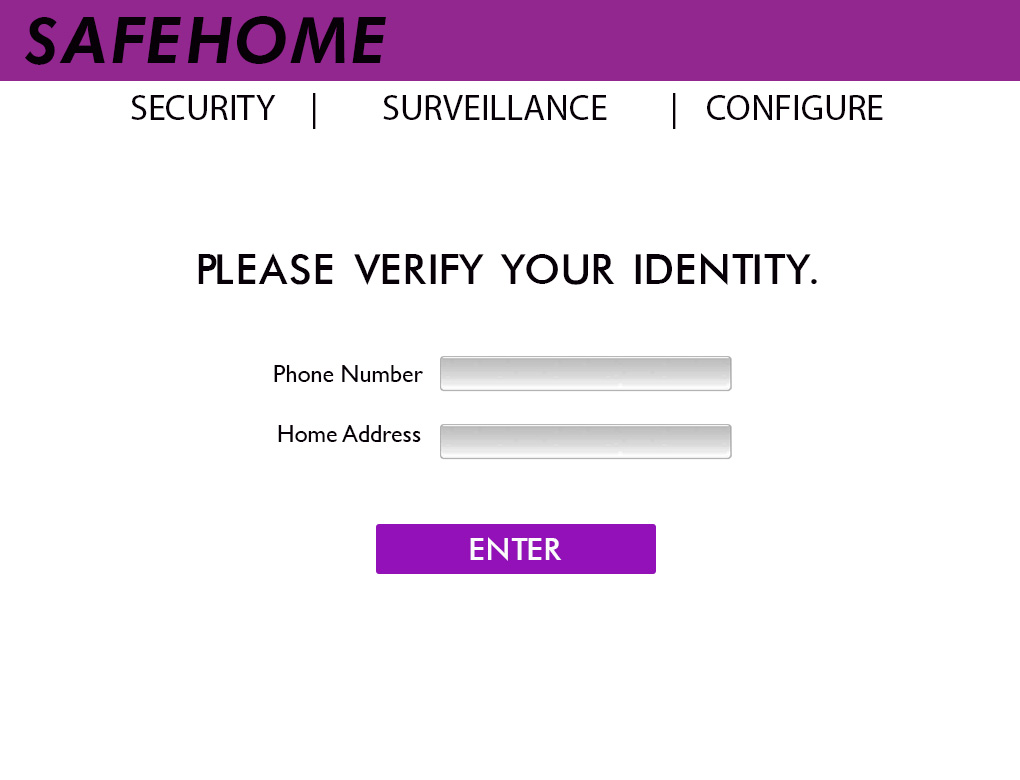 SAFEHOME
SECURITY | SURVEILLANCE | CONFIGURE
PLEASE VERIFY YOUR IDENTITY.
Phone Number
Home Address
ENTER